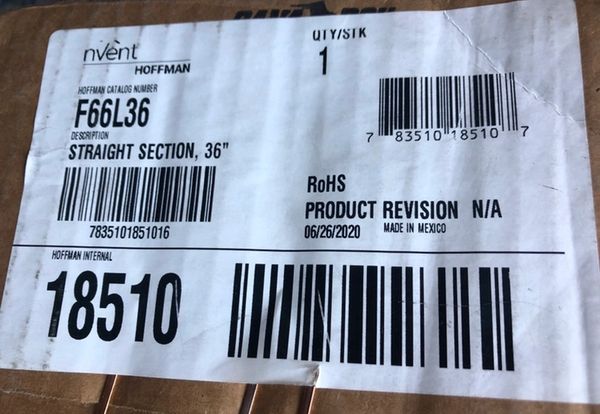 nvent
HOFFMAN
HOFFMAN CATALOG NUMBER
F66L36
DESCRIPTION
STRAIGHT SECTION, 36"
7835101851016
QTY/STK
1
7 83510 18510 7
RoHS
PRODUCT REVISION N/A
06/26/2020 MADE IN MEXICO
HOFFMAN INTERNAL
18510